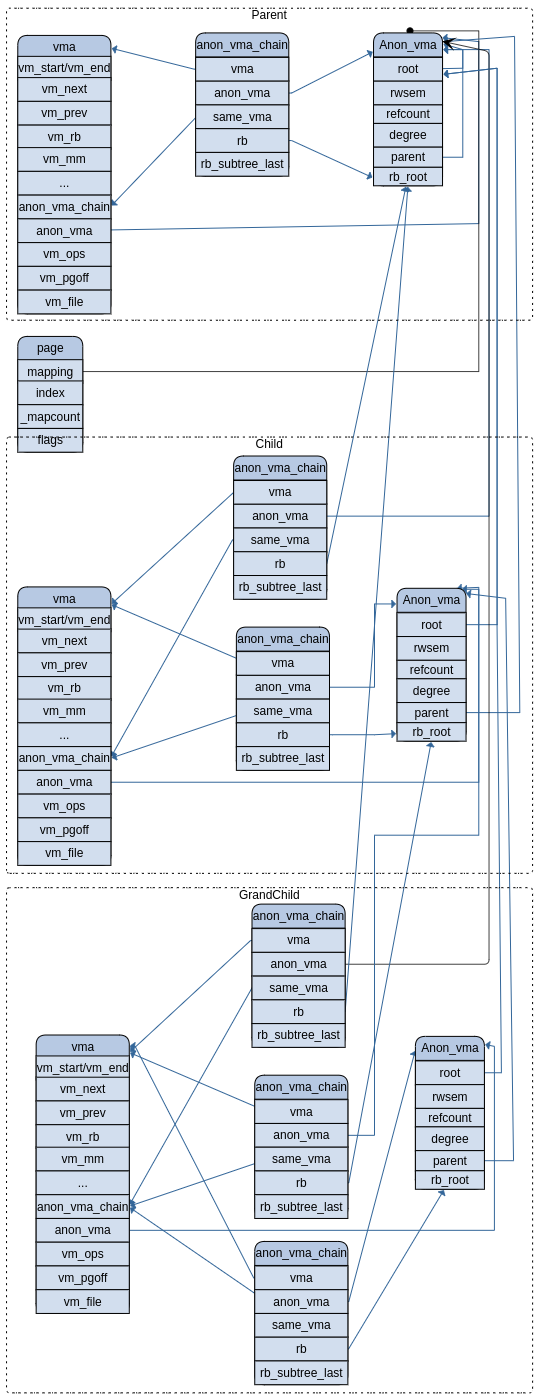 Parent
vma
vm_start/vm_end
vm_next
vm_prev
vm_rb
vm_mm
...
anon_vma_chain
anon_vma
vm_ops
vm_pgoff
vm_file
anon_vma_chain
vma
anon_vma
same_vma
rb
rb_subtree_last
Anon_vma
root
rwsem
refcount
degree
parent
rb_root
page
mapping
index
_mapcount
flags
Child
anon_vma_chain
vma
anon_vma
same_vma
rb
rb_subtree_last
vma
vm_start/vm_end
vm_next
vm_prev
vm_rb
vm_mm
...
anon_vma_chain
anon_vma
vm_ops
vm_pgoff
vm_file
anon_vma_chain
vma
anon_vma
same_vma
rb
rb_subtree_last
Anon_vma
root
rwsem
refcount
degree
parent
rb_root
GrandChild
anon_vma_chain
vma
anon_vma
same_vma
rb
rb_subtree_last
vma
vm_start/vm_end
vm_next
vm_prev
vm_rb
vm_mm
...
anon_vma_chain
anon_vma
vm_ops
vm_pgoff
vm_file
anon_vma_chain
vma
anon_vma
same_vma
rb
rb_subtree_last
Anon_vma
root
rwsem
refcount
degree
parent
rb_root
anon_vma_chain
vma
anon_vma
same_vma
rb
rb_subtree_last